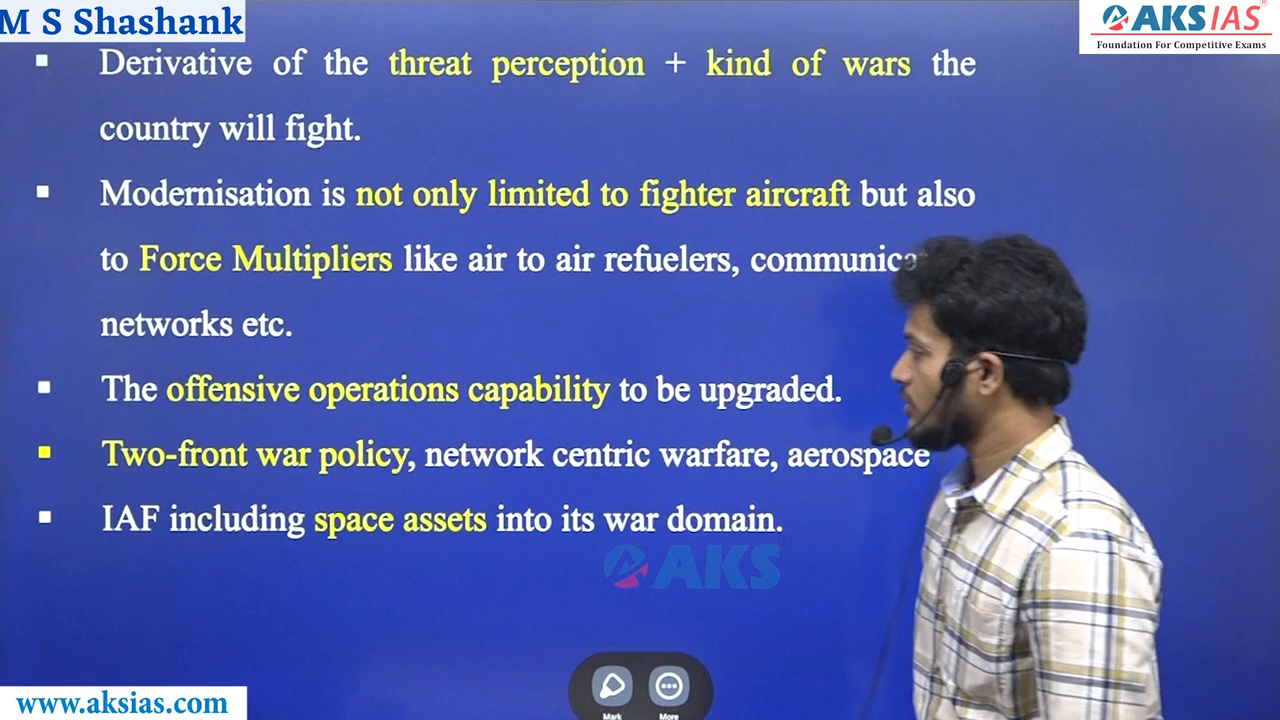 M S Shashank
AKS IAS
Foundation For Competitive Exams
▪ Derivative of the threat perception + kind of wars the
country will fight.
▪ Modernisation is not only limited to fighter aircraft but also
to Force Multipliers like air to air refuelers,
networks etc.
▪ The offensive operations capability to be upgraded.
▪ Two-front war policy, network centric warfare, aerospace
▪ IAF including space assets into its war domain.
AKS
Mark More
www.aksias.com